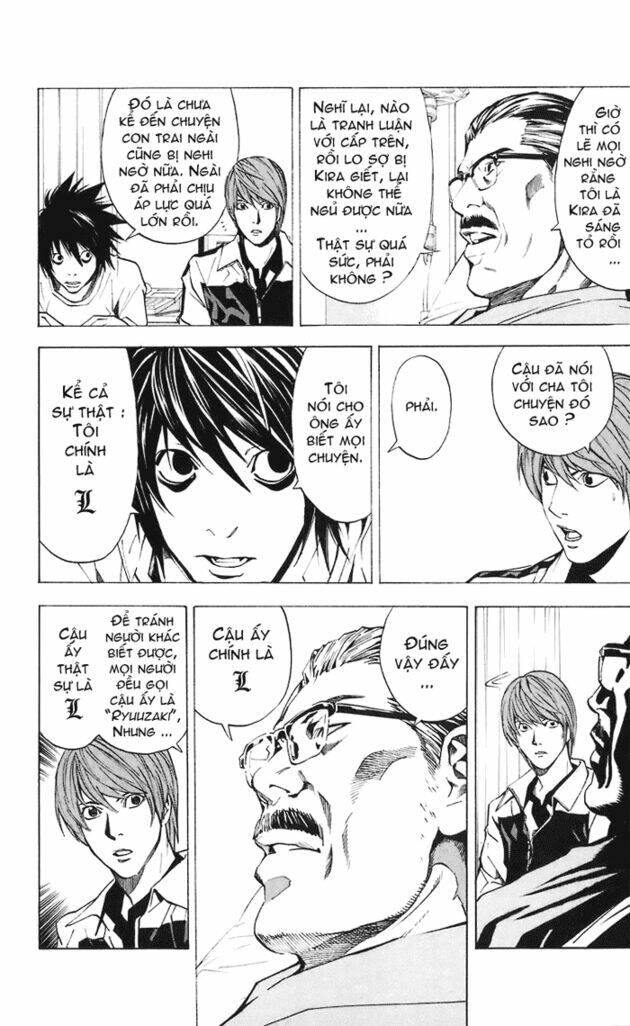 GIỜ
THÌ CÓ
LẼ MỌI
NGHI NGỜ
RẰNG
TÔI LÀ
KIRA ĐÃ
SÁNG
TỎ RỒI
...
NGHĨ LẠI, NÀO
LÀ TRANH LUẬN
VỚI CẤP TRÊN,
RỒI LO SỢ BỊ
KIRA GIẾT, LẠI
KHÔNG THỂ
NGỦ ĐƯỢC NỮA
...
THẬT SỰ QUÁ
SỨC, PHẢI
KHÔNG ?
ĐÓ LÀ CHƯA
KỂ ĐẾN CHUYỆN
CON TRAI NGÀI
CŨNG BỊ NGHI
NGỜ NỮA. NGÀI
ĐÃ PHẢI CHỊU
ÁP LỰC QUÁ
LỚN RỒI.
CẬU ĐÃ NÓI
VỚI CHA TÔI
CHUYỆN ĐÓ
SAO ?
PHẢI.
TÔI
NÓI CHO
ÔNG ẤY
BIẾT MỌI
CHUYỆN.
KỂ CẢ
SỰ THẬT :
TÔI
CHÍNH
LÀ
L
ĐÚNG
VẬY ĐẤY
...
CẬU ẤY
CHÍNH LÀ
L
ĐỂ TRÁNH
NGƯỜI KHÁC
BIẾT ĐƯỢC,
MỌI NGƯỜI
ĐỀU GỌI
CẬU ẤY LÀ
“RYUUZAKI”,
NHƯNG ...
CẬU
ẤY
THẬT
SỰ LÀ
L